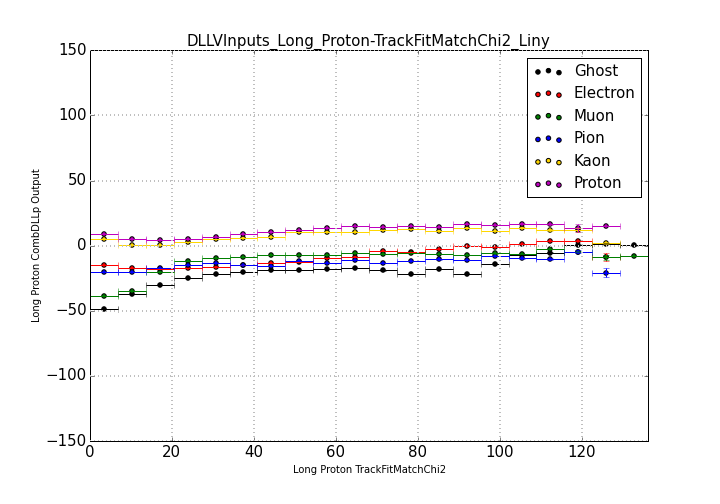 DLLVInputs_Long_Proton-TrackFitMatchChi2_Liny
150
100
50
0
−50
−100
−150
0 20 40 60 80 100 120
Long Proton CombDLLp Output
Long Proton TrackFitMatchChi2
Ghost
Electron
Muon
Pion
Kaon
Proton